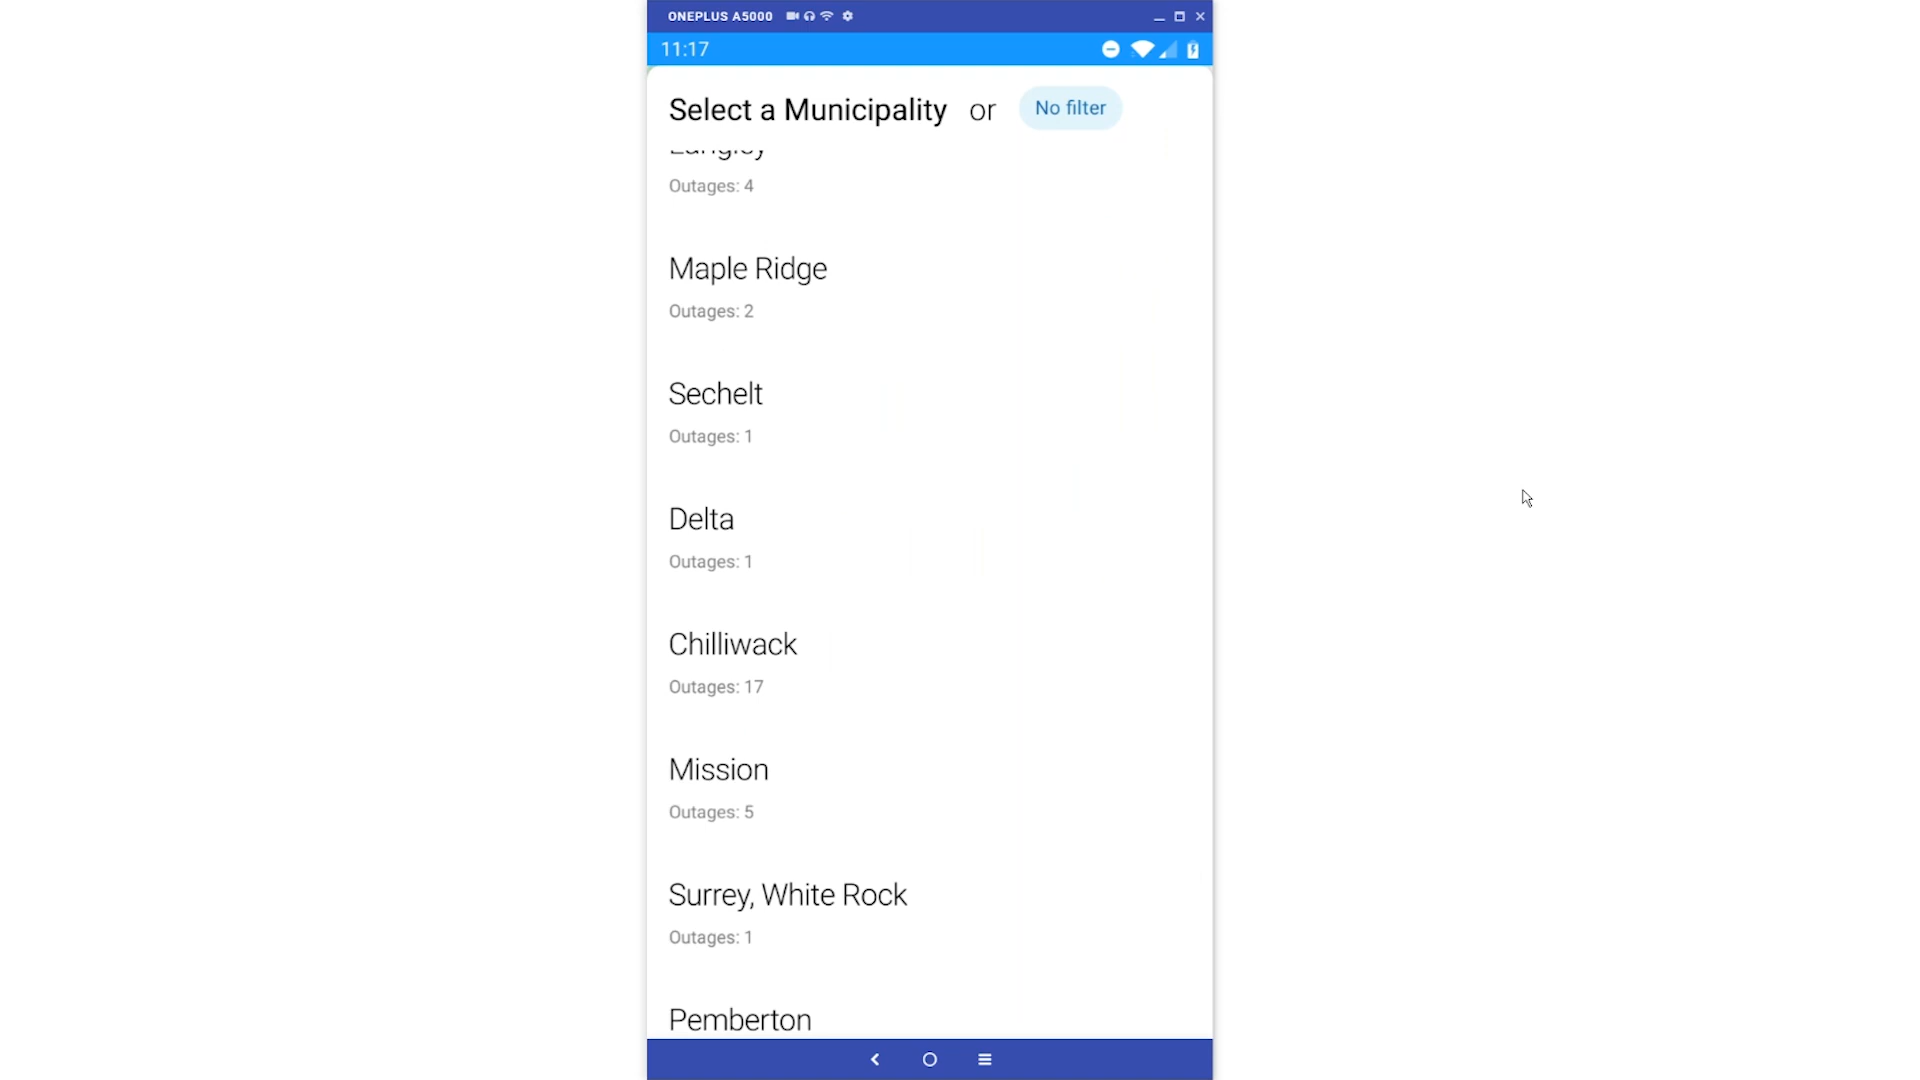 ONEPLUS A5000
11:17
Select a Municipality or No filter
Langley
Outages: 4
Maple Ridge
Outages: 2
Sechelt
Outages: 1
Delta
Outages: 1
Chilliwack
Outages: 17
Mission
Outages: 5
Surrey, White Rock
Outages: 1
Pemberton